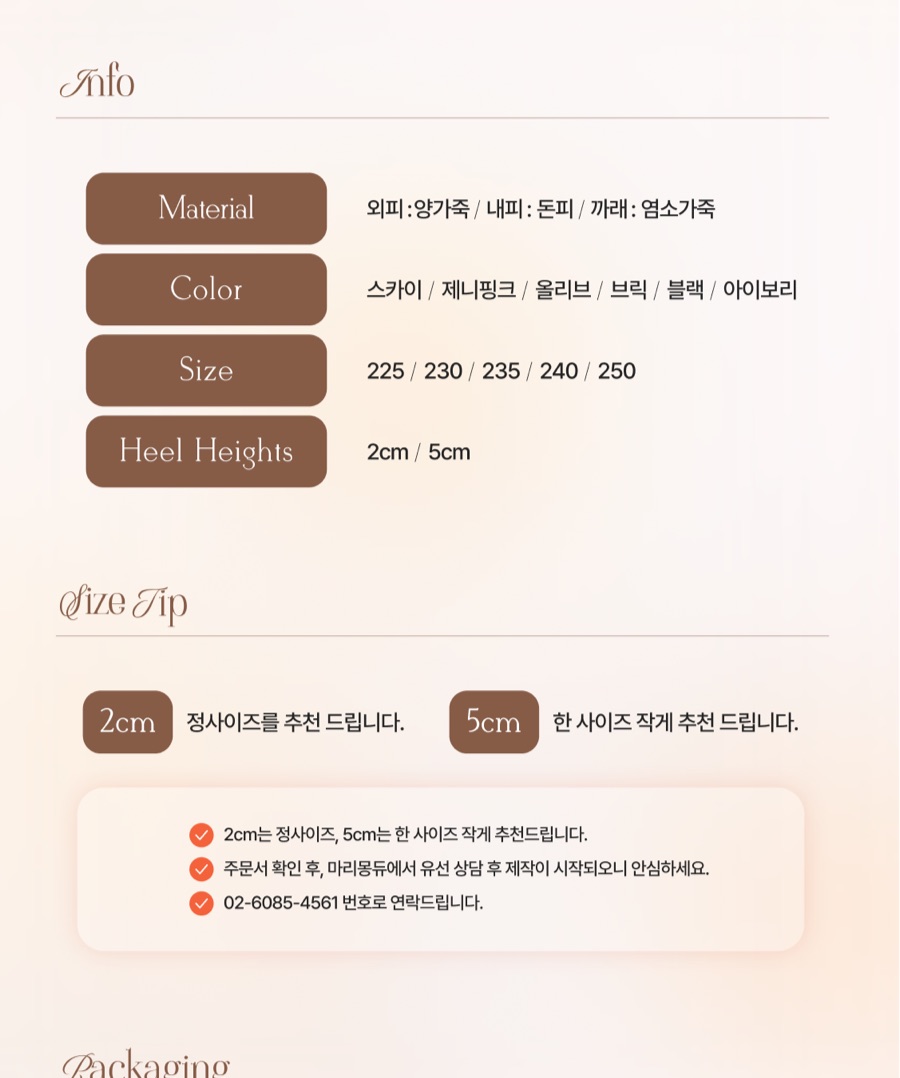 Info
Material
외피 : 양가죽 / 내피 : 돈피 / 까래 : 염소가죽
Color
스카이 / 제니핑크 / 올리브 / 브릭 / 블랙 / 아이보리
Size
225 / 230 / 235 / 240 / 250
Heel Heights
2cm / 5cm
Size Tip
2cm 정사이즈를 추천 드립니다.
5cm 한 사이즈 작게 추천 드립니다.
2cm는 정사이즈, 5cm는 한 사이즈 작게 추천드립니다.
주문서 확인 후, 마리몽듀에서 유선 상담 후 제작이 시작되오니 안심하세요.
02-6085-4561 번호로 연락드립니다.
Packaging